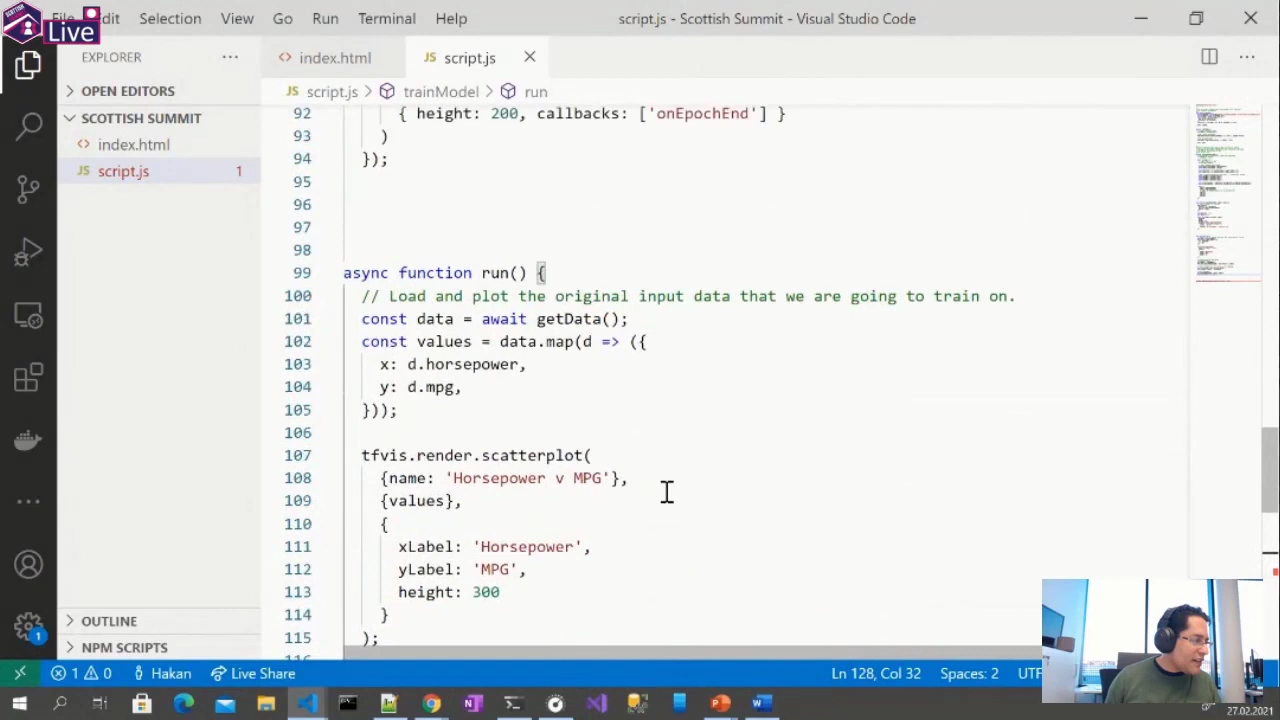 Live
Edit Selection View Go Run Terminal Help script.js - Scottish Summit - Visual Studio Code
EXPLORER
index.html JS script.js
OPEN EDITORS
script.js > trainModel > run
SCOTTISH SUMMIT
index.html
JS script.js 1
92 { height: 200, callbacks: ['onEpochEnd'] }
93 )
94 });
95
96
97
98
99 async function run() {
100 // Load and plot the original input data that we are going to train on.
101 const data = await getData();
102 const values = data.map(d => ({
103 x: d.horsepower,
104 y: d.mpg,
105 }));
106
107 tfvis.render.scatterplot(
108 {name: 'Horsepower v MPG'},
109 {values},
110 {
111 xLabel: 'Horsepower',
112 yLabel: 'MPG',
113 height: 300
114 }
115 );
OUTLINE
NPM SCRIPTS
1
1 0 Hakan Live Share Ln 128, Col 32 Spaces: 2 UTF
27.02.2021